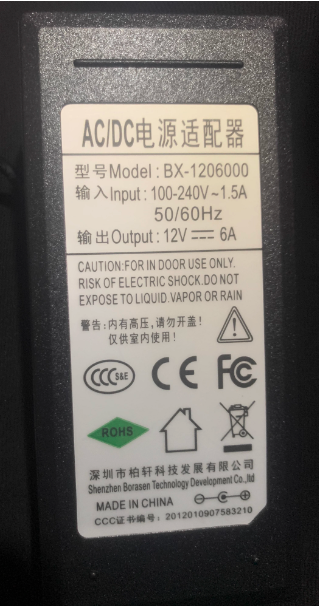 AC/DC电源适配器
型号Model : BX-1206000
输入Input : 100-240V~1.5A
50/60Hz
输出Output : 12V⎓ 6A
CAUTION:FOR IN DOOR USE ONLY.
RISK OF ELECTRIC SHOCK.DO NOT
EXPOSE TO LIQUID.VAPOR OR RAIN
警告:内有高压,请勿开盖!
仅供室内使用!
CCC S&E CE FC
ROHS
深圳市柏轩科技发展有限公司
Shenzhen Borasen Technology Development Co.,Ltd
MADE IN CHINA
CCC证书编号: 2012010907583210